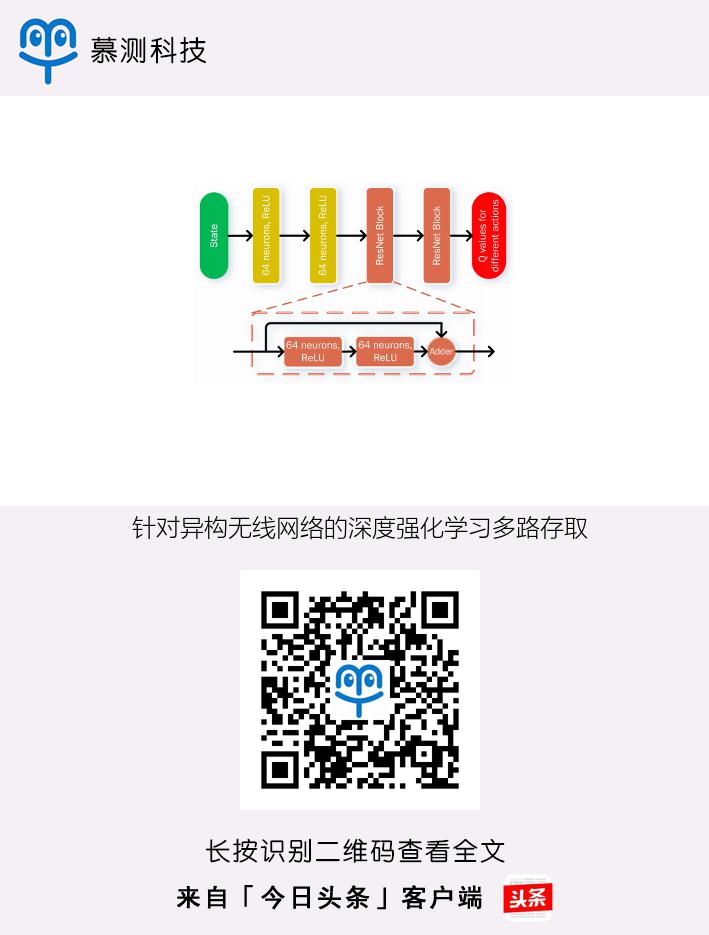 慕测科技
State
64 neurons, ReLU
64 neurons, ReLU
ResNet Block
ResNet Block
Q values for
different actions
64 neurons,
ReLU
64 neurons,
ReLU
Adder
针对异构无线网络的深度强化学习多路存取
长按识别二维码查看全文
来自「今日头条」客户端
头条